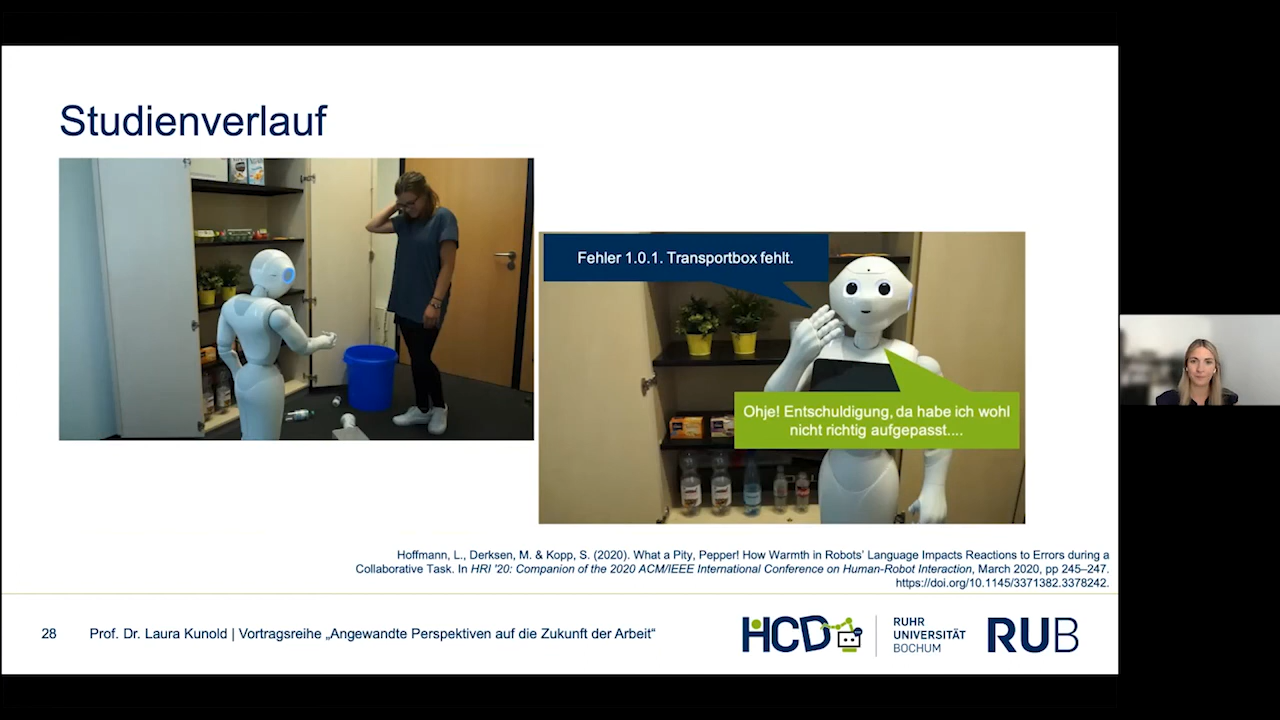 Studienverlauf
Fehler 1.0.1. Transportbox fehlt.
Ohje! Entschuldigung, da habe ich wohl
nicht richtig aufgepasst....
Hoffmann, L., Derksen, M. & Kopp, S. (2020). What a Pity, Pepper! How Warmth in Robots' Language Impacts Reactions to Errors during a
Collaborative Task. In HRI '20: Companion of the 2020 ACM/IEEE International Conference on Human-Robot Interaction, March 2020, pp 245–247.
https://doi.org/10.1145/3371382.3378242.
28
Prof. Dr. Laura Kunold | Vortragsreihe „Angewandte Perspektiven auf die Zukunft der Arbeit“
HCD
RUHR
UNIVERSITÄT
BOCHUM
RUB